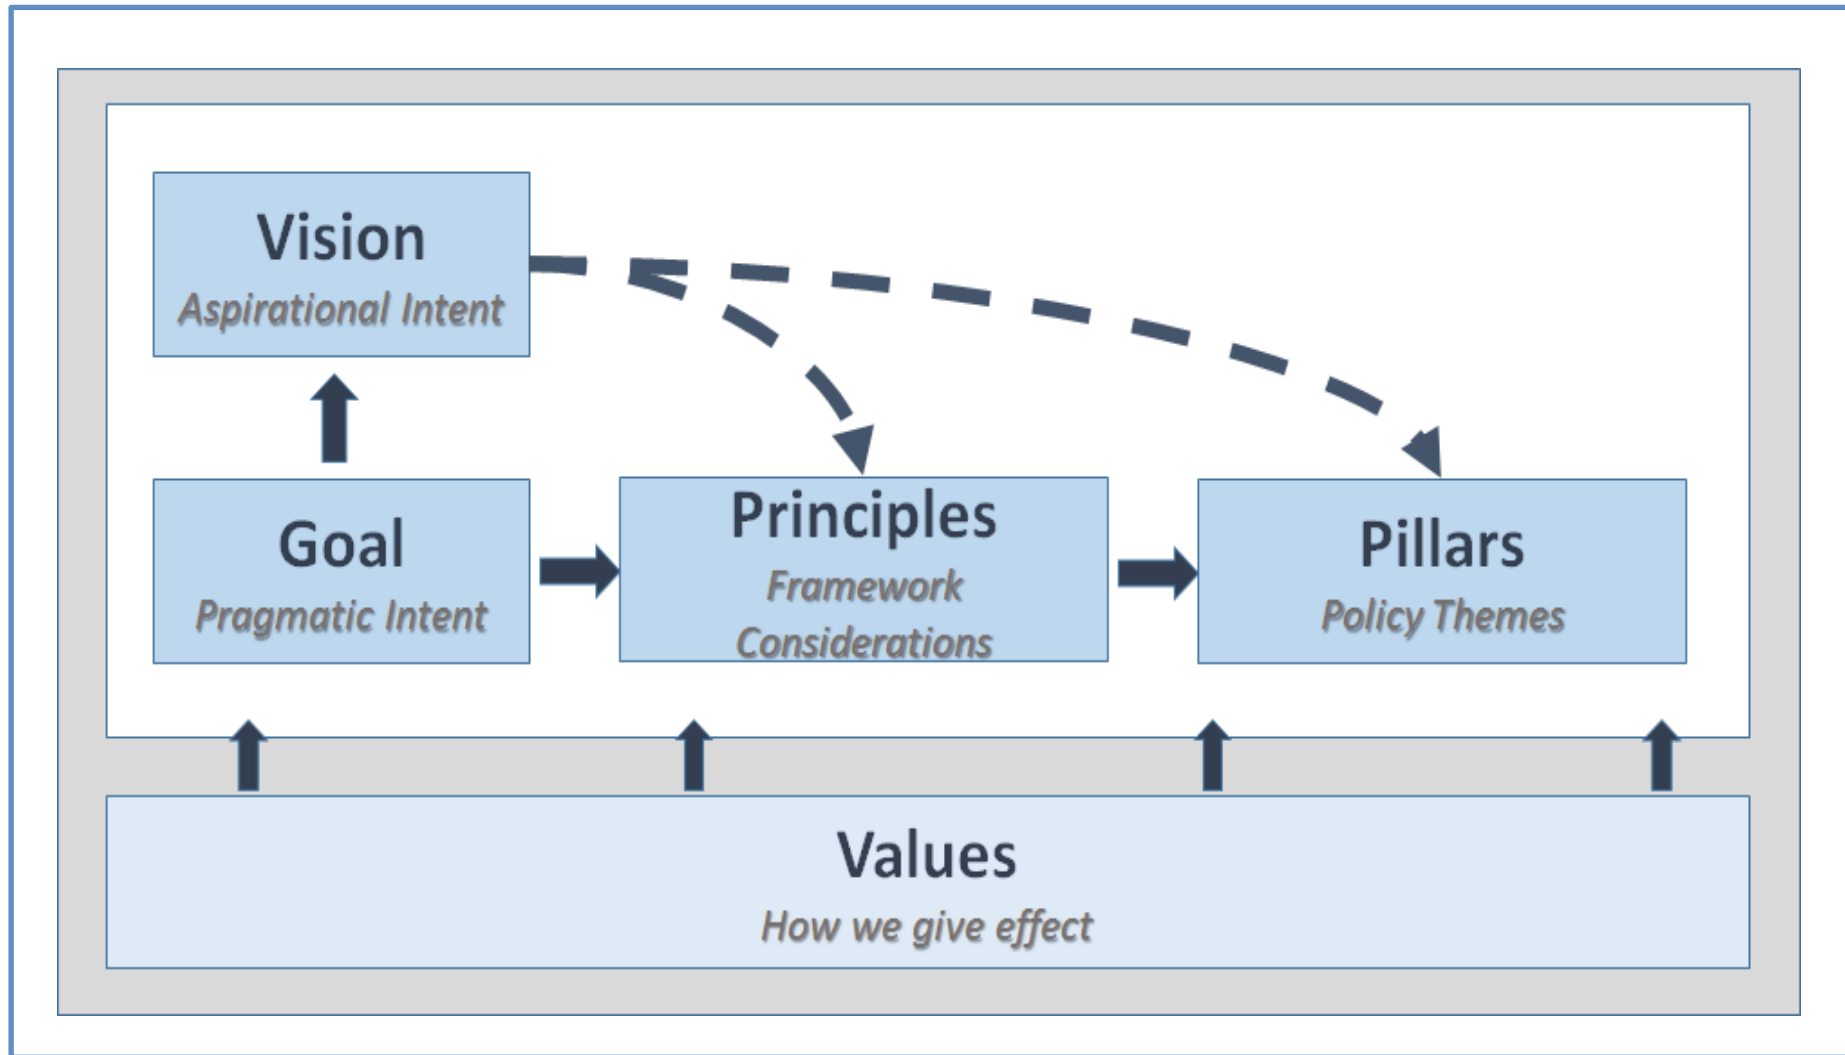 Vision
Aspirational Intent
Goal
Pragmatic Intent
Principles
Framework
Considerations
Pillars
Policy Themes
Values
How we give effect